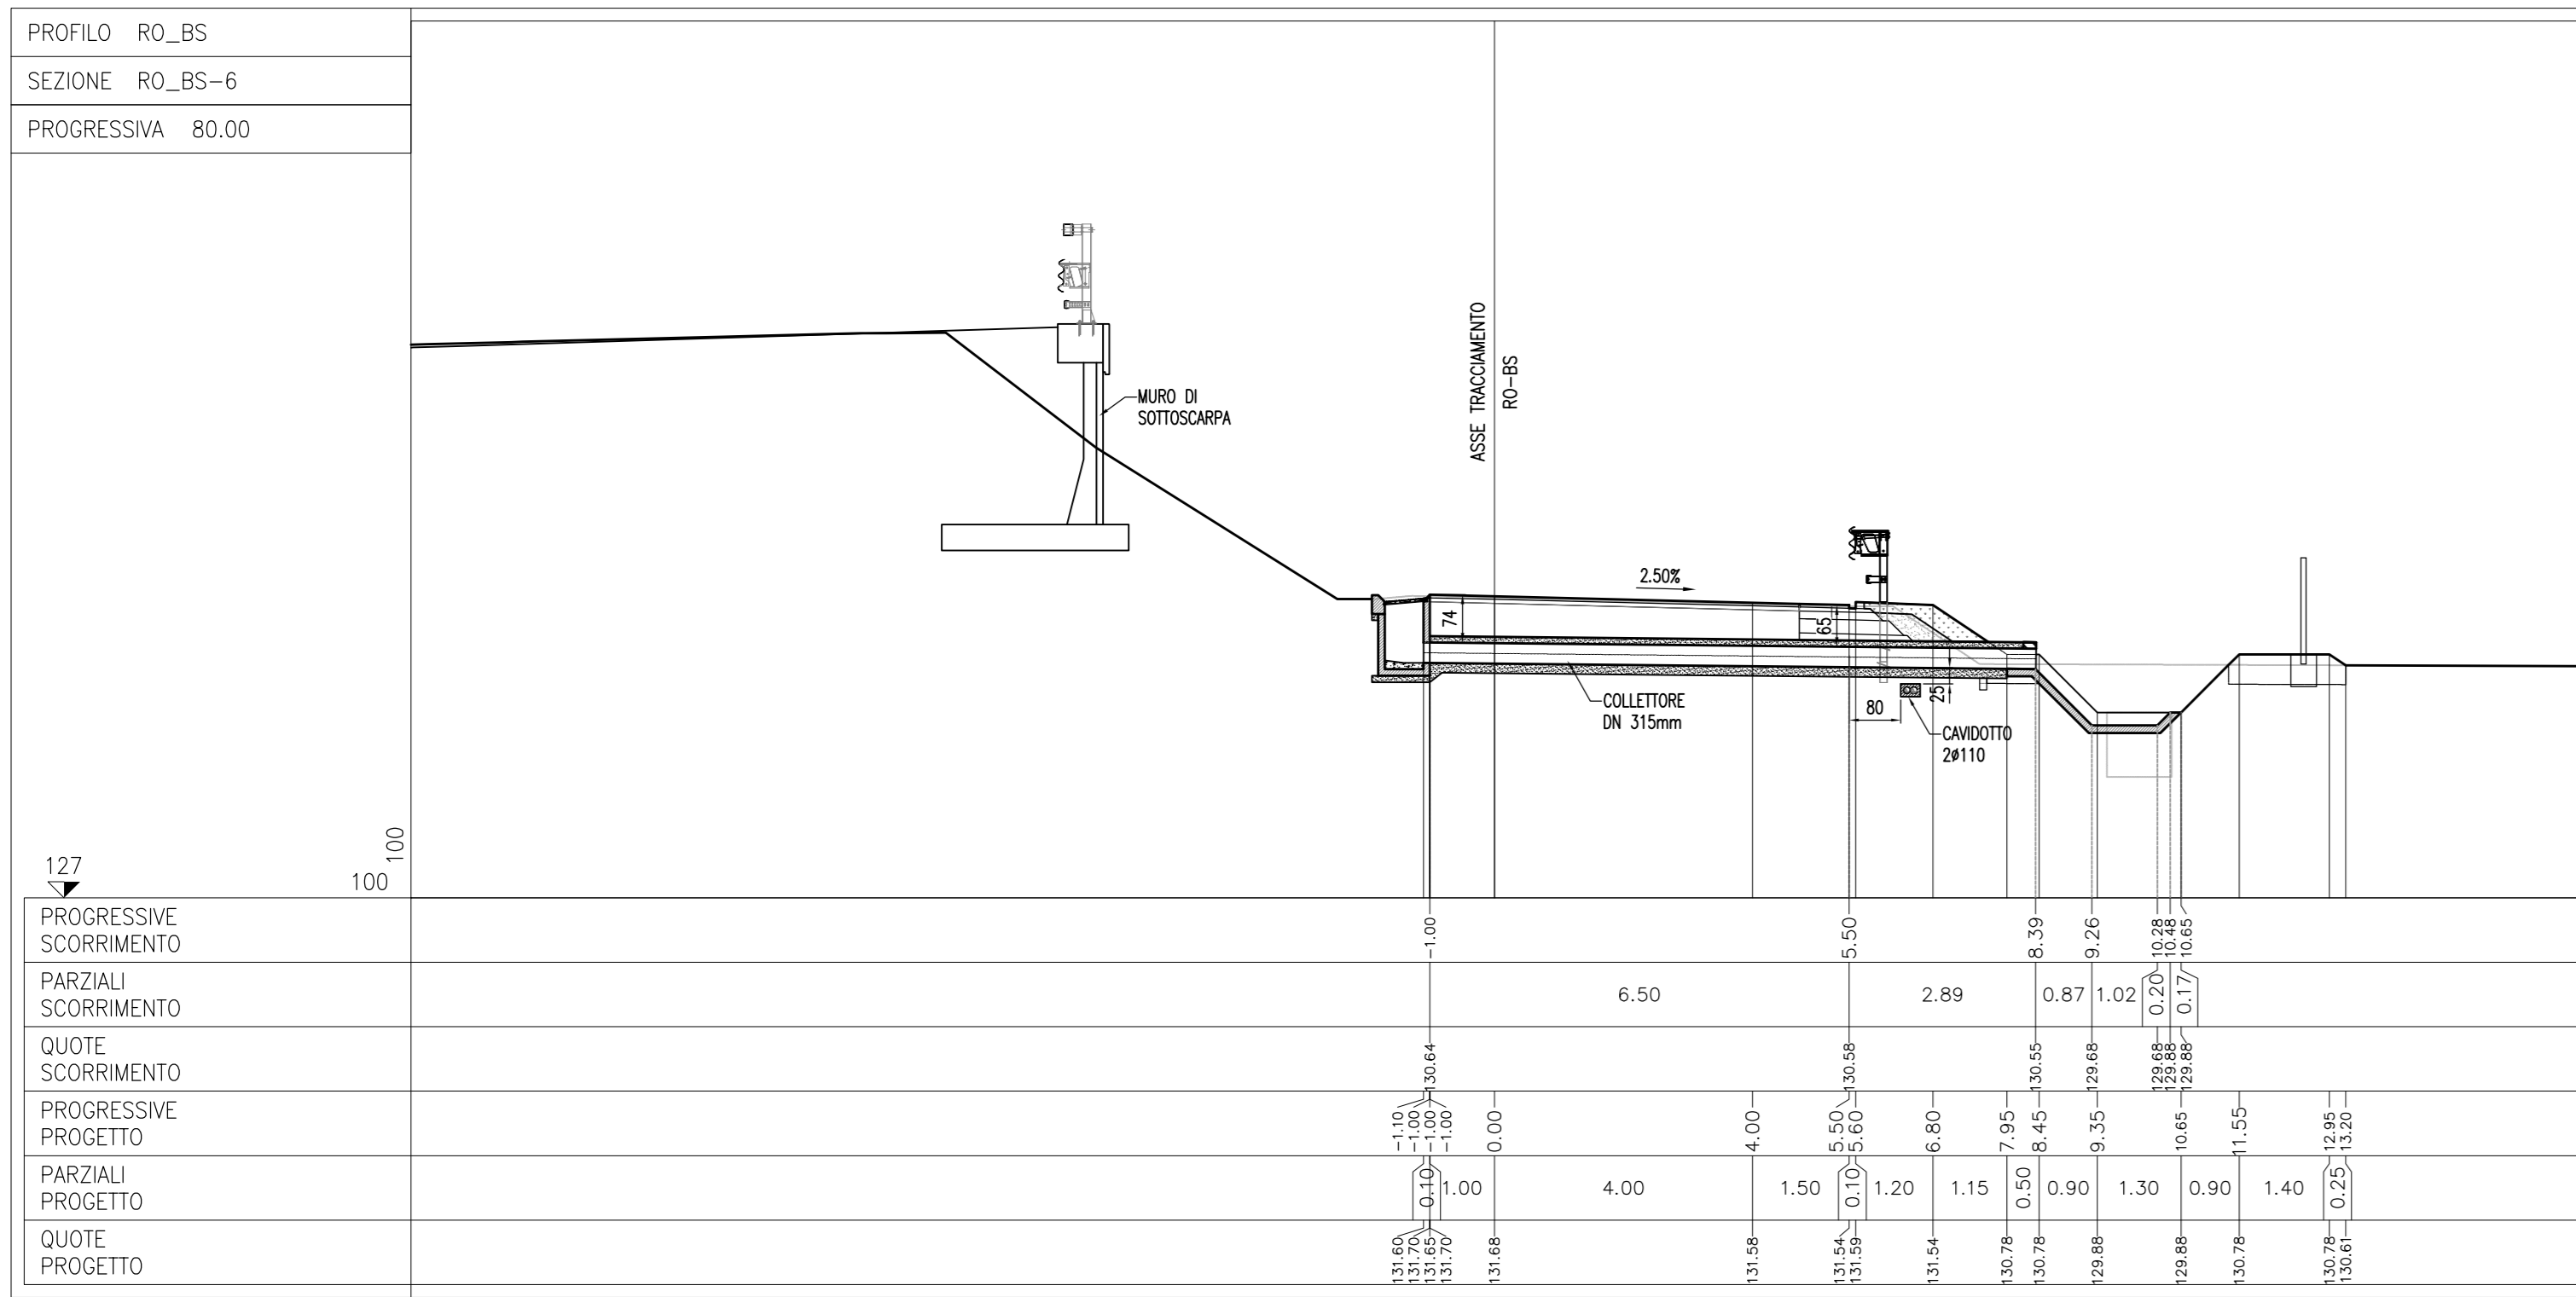 PROFILO RO_BS
SEZIONE RO_BS-6
PROGRESSIVA 80.00
ASSE TRACCIAMENTO
RO-BS
MURO DI
SOTTOSCARPA
2.50%
74
65
COLLETTORE
DN 315mm
80
25
CAVIDOTTO
2ø110
127
100
100
PROGRESSIVE
SCORRIMENTO
-1.00 5.50 8.39 9.26 10.28 10.48 10.65
PARZIALI
SCORRIMENTO
6.50 2.89 0.87 1.02 0.20 0.17
QUOTE
SCORRIMENTO
130.64 130.58 130.55 129.68 129.68 129.88 129.88
PROGRESSIVE
PROGETTO
-1.10 -1.00 -1.00 -1.00 0.00 4.00 5.50 5.60 6.80 7.95 8.45 9.35 10.65 11.55 12.95 13.20
PARZIALI
PROGETTO
0.10 1.00 4.00 1.50 0.10 1.20 1.15 0.50 0.90 1.30 0.90 1.40 0.25
QUOTE
PROGETTO
131.60 131.70 131.65 131.70 131.68 131.58 131.54 131.59 131.54 130.78 130.78 129.88 129.88 130.78 130.78 130.61